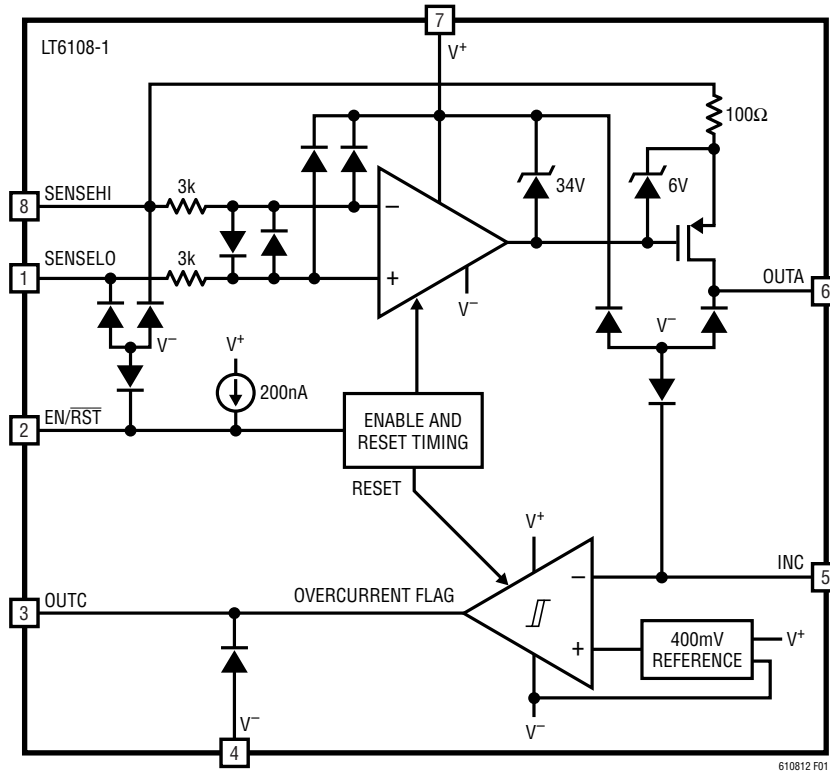 7
LT6108-1
V+
100Ω
3k
34V
6V
8
SENSEHI
−
3k
SENSELO
1
+
OUTA
6
V−
V−
V−
V+
200nA
2
EN/RST
ENABLE AND
RESET TIMING
RESET
V+
INC
5
−
3
OUTC
OVERCURRENT FLAG
400mV
REFERENCE
V+
+
V−
V−
4
610812 F01